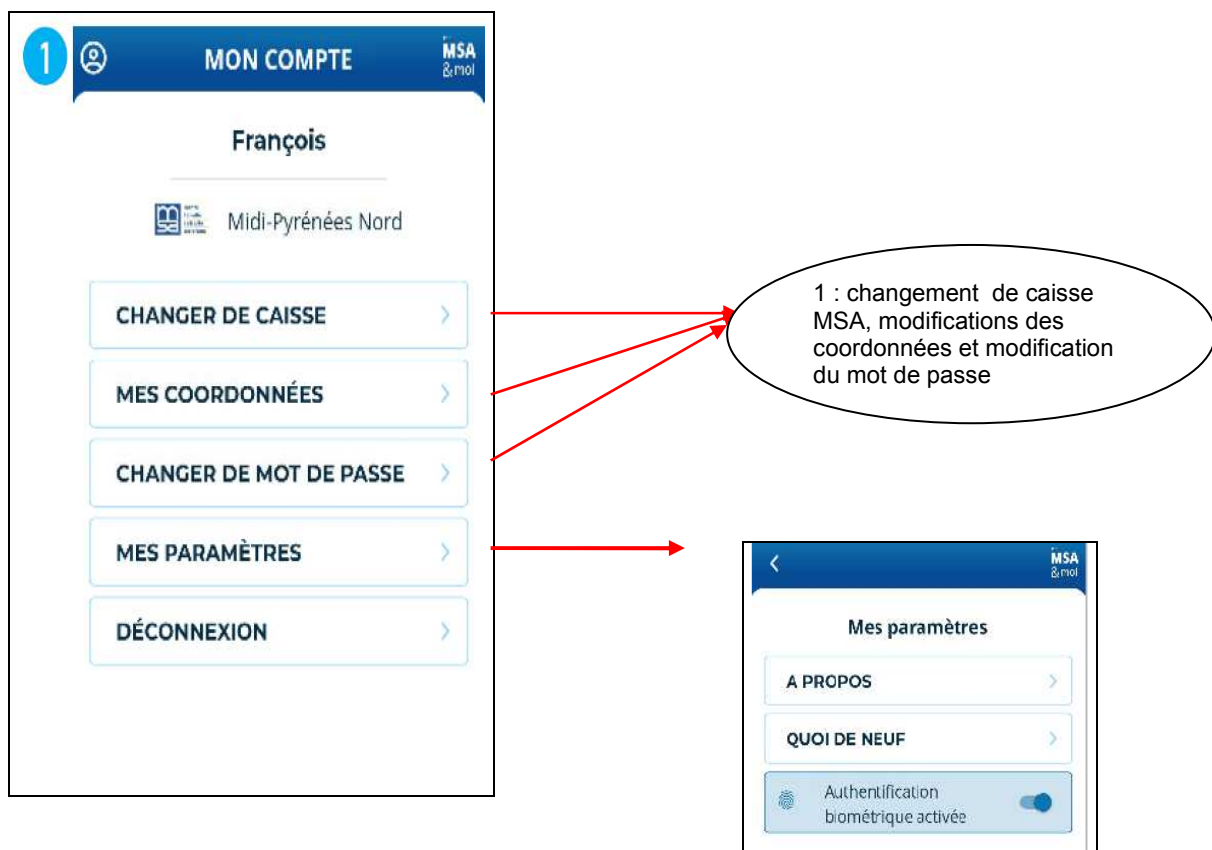 1
MON COMPTE
MSA
& moi
François
Midi-Pyrénées Nord
CHANGER DE CAISSE
MES COORDONNÉES
CHANGER DE MOT DE PASSE
MES PARAMÈTRES
DÉCONNEXION
1 : changement de caisse
MSA, modifications des
coordonnées et modification
du mot de passe
MSA
& moi
Mes paramètres
A PROPOS
QUOI DE NEUF
Authentification
biométrique activée